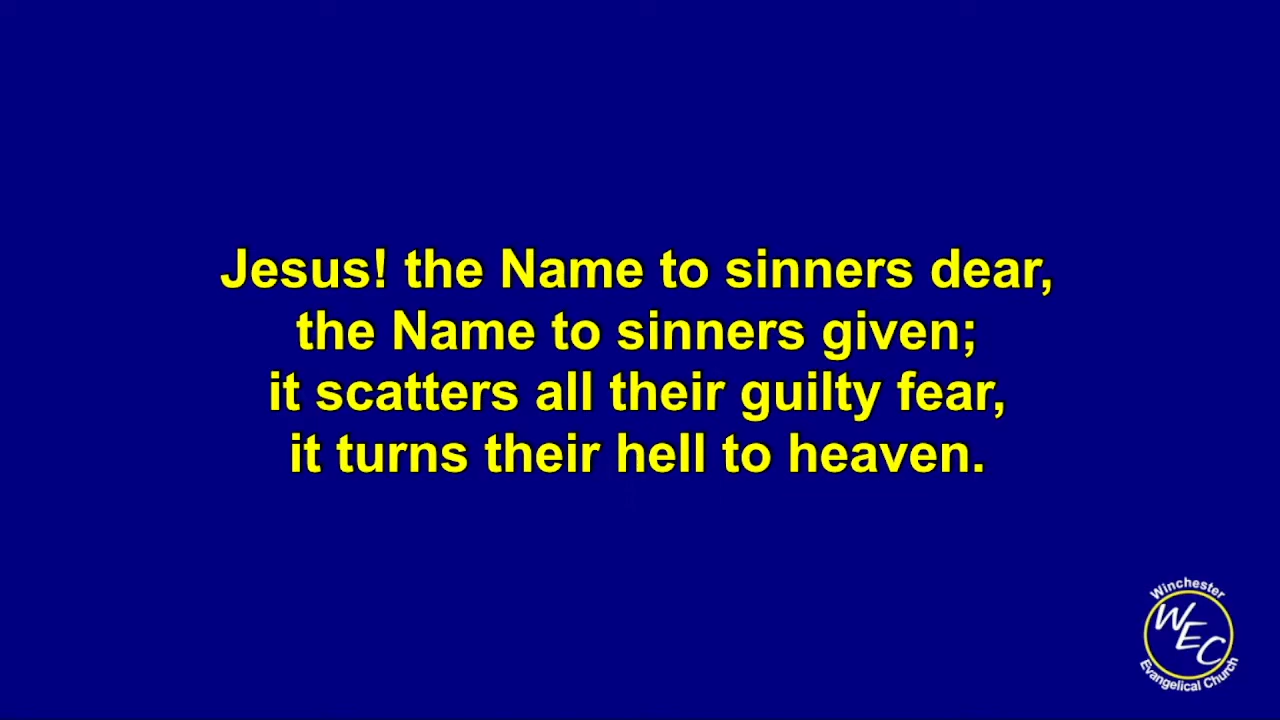 Jesus! the Name to sinners dear,
the Name to sinners given;
it scatters all their guilty fear,
it turns their hell to heaven.
Winchester
WEC
Evangelical Church